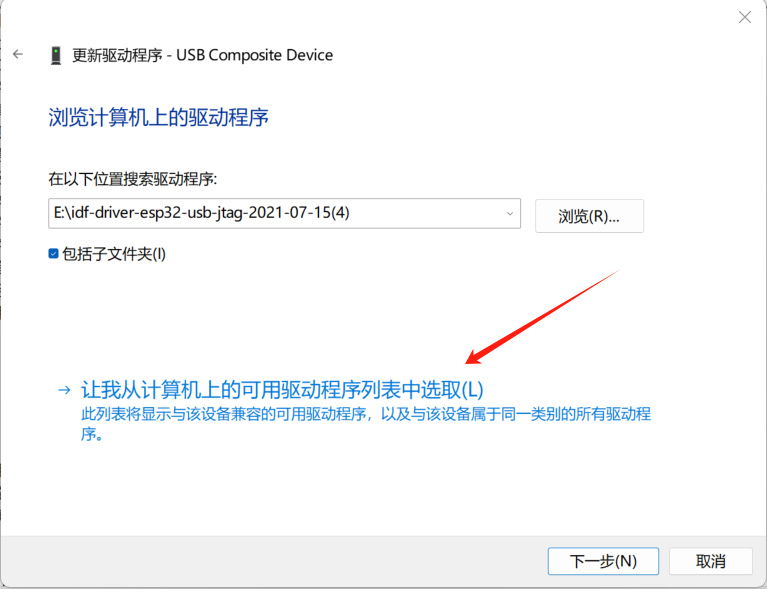 更新驱动程序 - USB Composite Device
浏览计算机上的驱动程序
在以下位置搜索驱动程序:
E:\idf-driver-esp32-usb-jtag-2021-07-15(4)
浏览(R)...
包括子文件夹(I)
让我从计算机上的可用驱动程序列表中选取(L)
此列表将显示与该设备兼容的可用驱动程序，以及与该设备属于同一类别的所有驱动程
序。
下一步(N)
取消